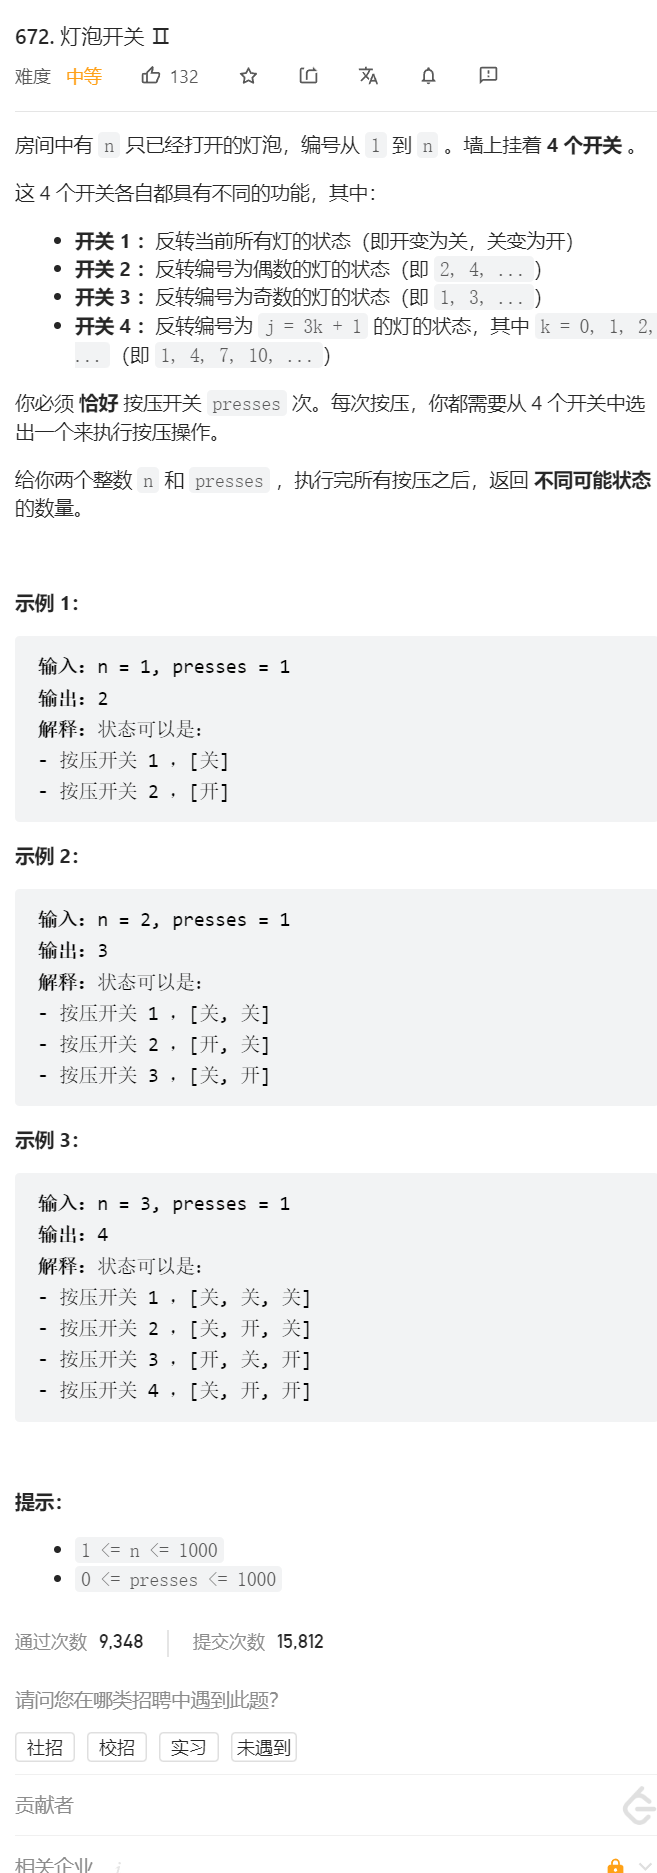 672. 灯泡开关 Ⅱ
难度 中等 132
房间中有 n 只已经打开的灯泡，编号从 1 到 n 。墙上挂着 4 个开关 。
这 4 个开关各自都具有不同的功能，其中：
• 开关 1 ：反转当前所有灯的状态（即开变为关，关变为开）
• 开关 2 ：反转编号为偶数的灯的状态（即 2, 4, ... ）
• 开关 3 ：反转编号为奇数的灯的状态（即 1, 3, ... ）
• 开关 4 ：反转编号为 j = 3k + 1 的灯的状态，其中 k = 0, 1, 2,
... （即 1, 4, 7, 10, ... ）
你必须 恰好 按压开关 presses 次。每次按压，你都需要从 4 个开关中选
出一个来执行按压操作。
给你两个整数 n 和 presses ，执行完所有按压之后，返回 不同可能状态
的数量。
示例 1：
输入：n = 1, presses = 1
输出：2
解释：状态可以是：
- 按压开关 1 ，[关]
- 按压开关 2 ，[开]
示例 2：
输入：n = 2, presses = 1
输出：3
解释：状态可以是：
- 按压开关 1 ，[关, 关]
- 按压开关 2 ，[开, 关]
- 按压开关 3 ，[关, 开]
示例 3：
输入：n = 3, presses = 1
输出：4
解释：状态可以是：
- 按压开关 1 ，[关, 关, 关]
- 按压开关 2 ，[关, 开, 关]
- 按压开关 3 ，[开, 关, 开]
- 按压开关 4 ，[关, 开, 开]
提示：
• 1 <= n <= 1000
• 0 <= presses <= 1000
通过次数 9,348 提交次数 15,812
请问您在哪类招聘中遇到此题？
社招 校招 实习 未遇到
贡献者
相关企业 i